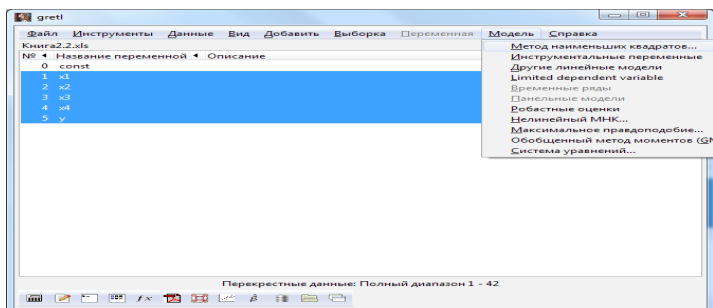 gretl
Файл Инструменты Данные Вид Добавить Выборка Переменная Модель Справка
Книга2.2.xls
№ Название переменной Описание
0 const
1 x1
2 x2
3 x3
4 x4
5 y
Метод наименьших квадратов...
Инструментальные переменные
Другие линейные модели
Limited dependent variable
Временные ряды
Панельные модели
Робастные оценки
Нелинейный МНК...
Максимальное правдоподобие...
Обобщенный метод моментов (GM
Система уравнений...
Перекрестные данные: Полный диапазон 1 - 42
fx β